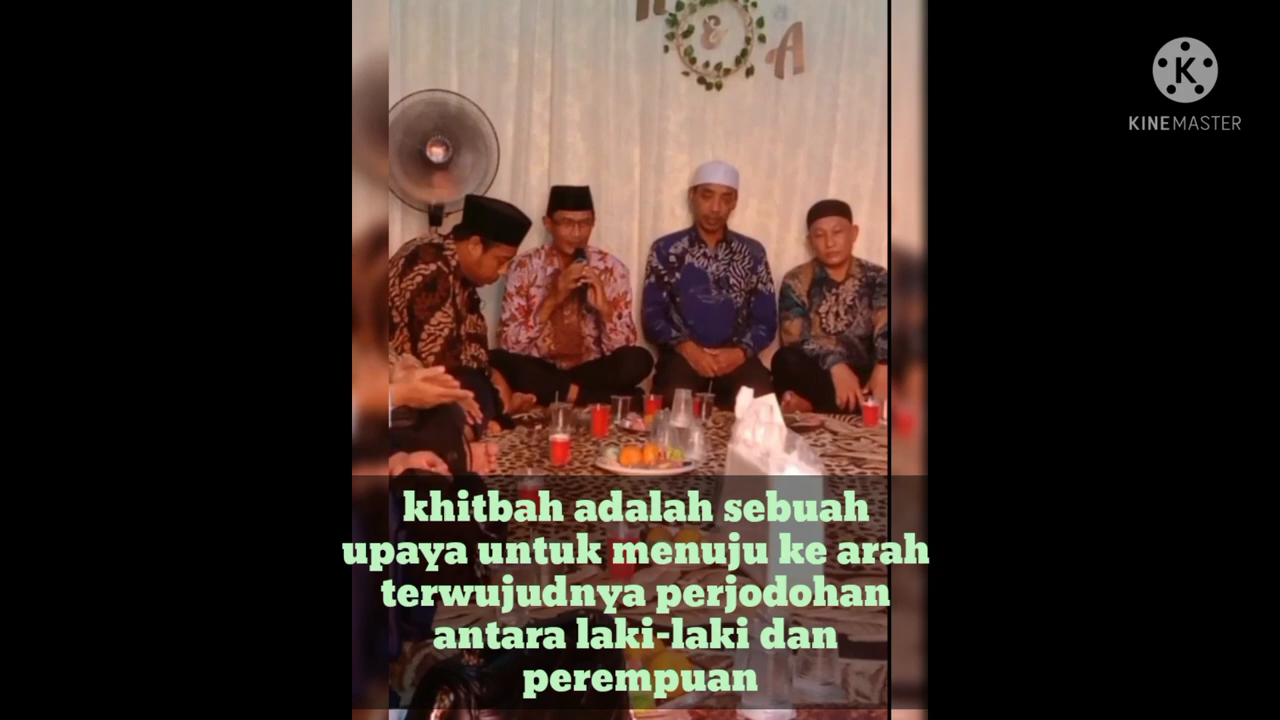 & A
KINEMASTER
khitbah adalah sebuah
upaya untuk menuju ke arah
terwujudnya perjodohan
antara laki-laki dan
perempuan